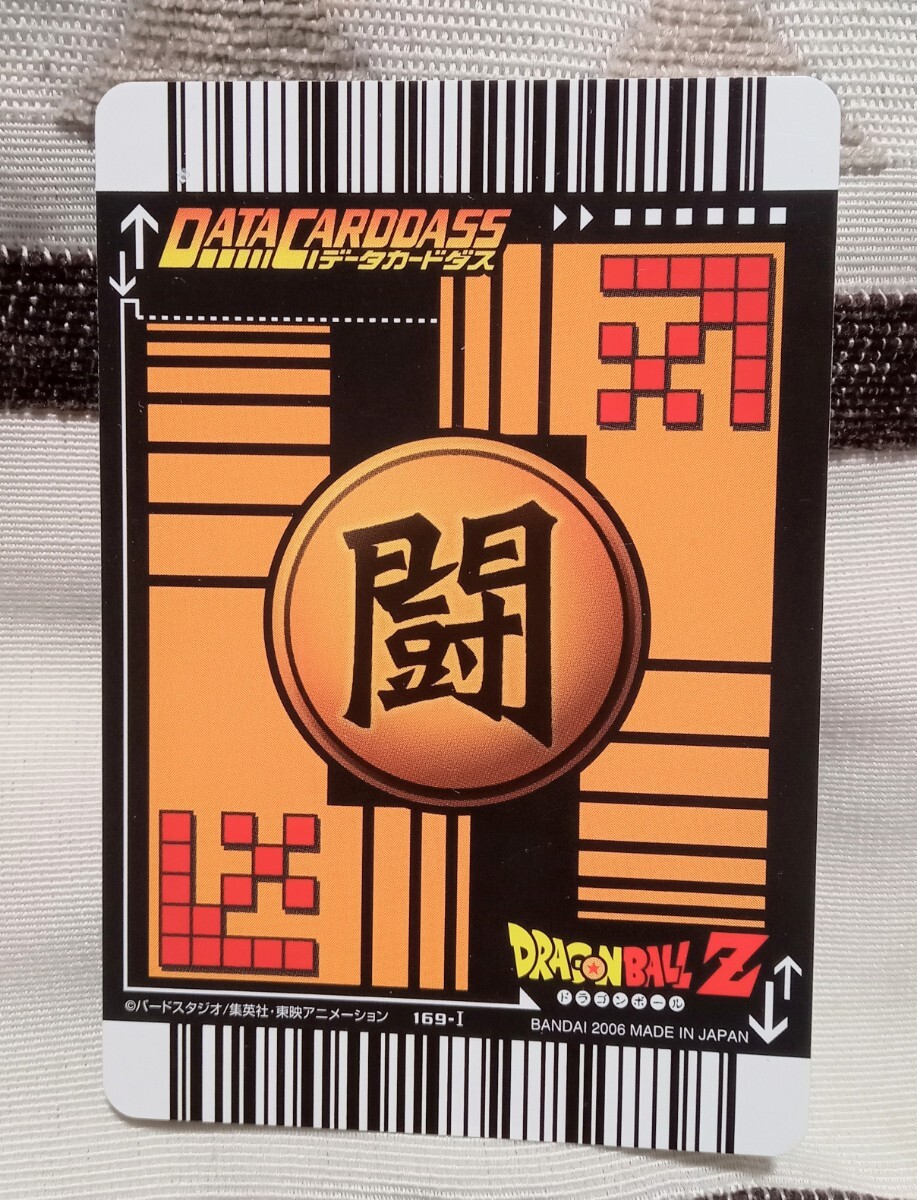 DATA CARDDASS
データカードダス
闘
DRAGONBALL Z
ドラゴンボール
©バードスタジオ/集英社・東映アニメーション 169-I
BANDAI 2006 MADE IN JAPAN